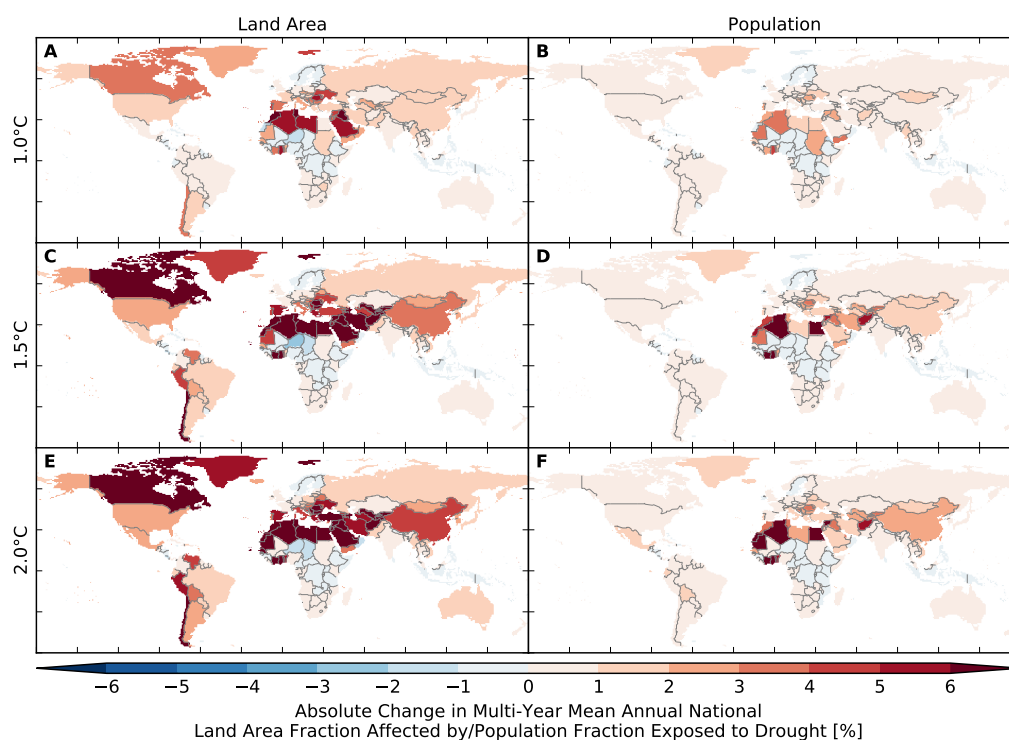 Land Area
Population
A
B
1.0°C
C
D
1.5°C
E
F
2.0°C
−6 −5 −4 −3 −2 −1 0 1 2 3 4 5 6
Absolute Change in Multi-Year Mean Annual National
Land Area Fraction Affected by/Population Fraction Exposed to Drought [%]